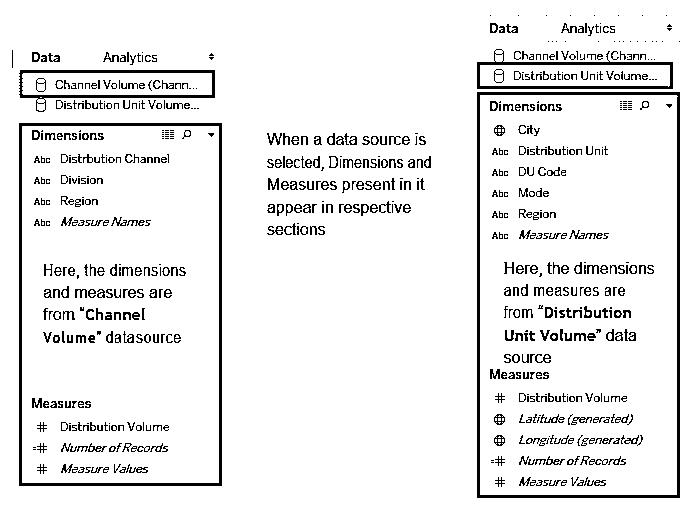 Data Analytics
Channel Volume (Chann...
Distribution Unit Volume...
Dimensions
Abc Distrbution Channel
Abc Division
Abc Region
Abc Measure Names
Here, the dimensions
and measures are
from “Channel
Volume” datasource
Measures
# Distribution Volume
=# Number of Records
# Measure Values
When a data source is
selected, Dimensions and
Measures present in it
appear in respective
sections
Data Analytics
Channel Volume (Chann...
Distribution Unit Volume...
Dimensions
City
Abc Distribution Unit
Abc DU Code
Abc Mode
Abc Region
Abc Measure Names
Here, the dimensions
and measures are
from “Distribution
Unit Volume” data
source
Measures
# Distribution Volume
Latitude (generated)
Longitude (generated)
=# Number of Records
# Measure Values